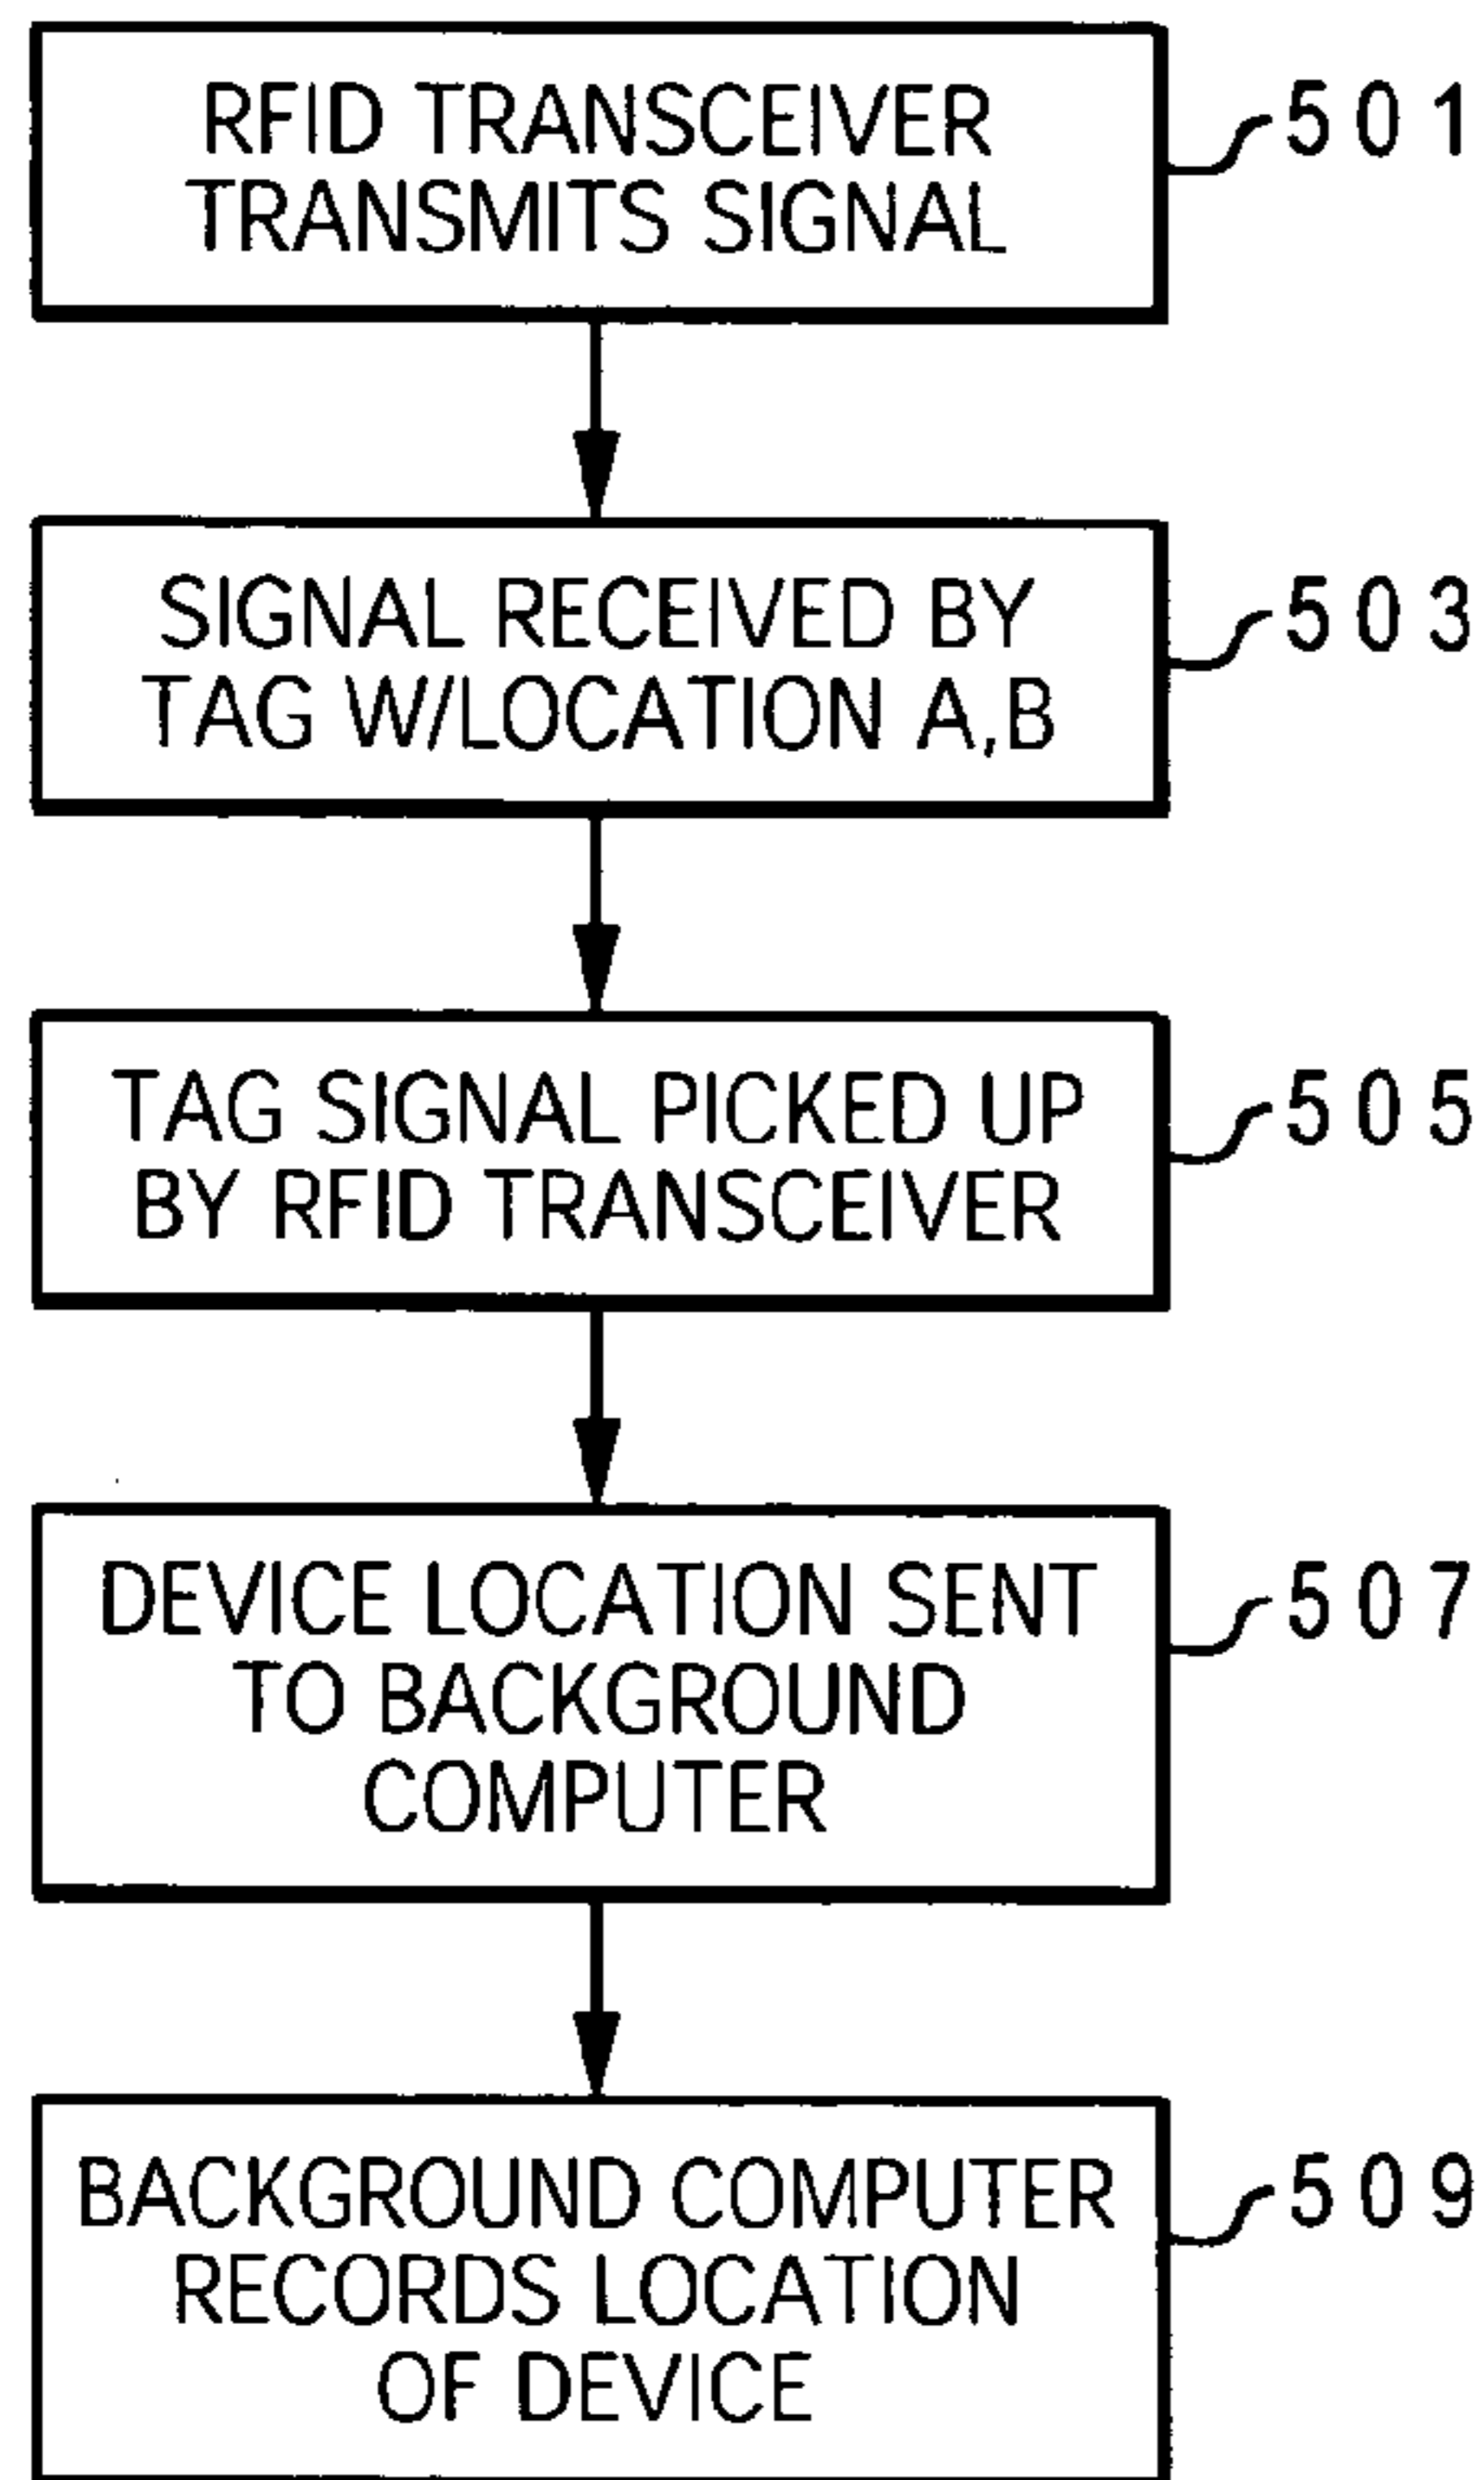 RFID TRANSCEIVER
TRANSMITS SIGNAL
501
SIGNAL RECEIVED BY
TAG W/LOCATION A,B
503
TAG SIGNAL PICKED UP
BY RFID TRANSCEIVER
505
DEVICE LOCATION SENT
TO BACKGROUND
COMPUTER
507
BACKGROUND COMPUTER
RECORDS LOCATION
OF DEVICE
509